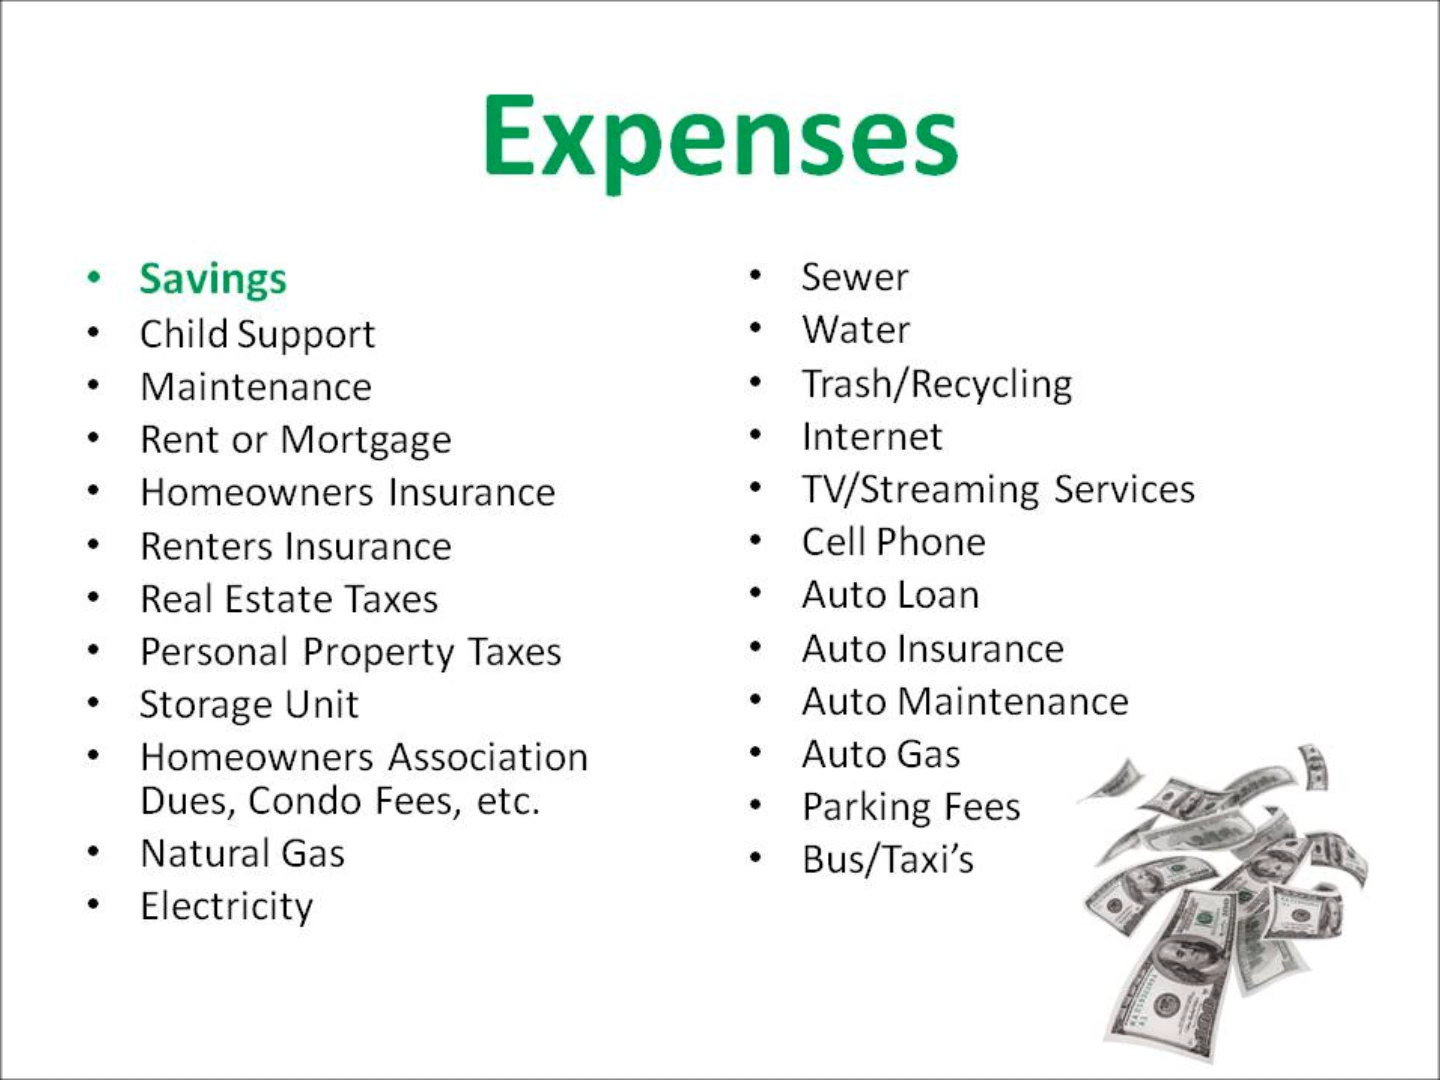 Expenses
• Savings
• Child Support
• Maintenance
• Rent or Mortgage
• Homeowners Insurance
• Renters Insurance
• Real Estate Taxes
• Personal Property Taxes
• Storage Unit
• Homeowners Association
Dues, Condo Fees, etc.
• Natural Gas
• Electricity
• Sewer
• Water
• Trash/Recycling
• Internet
• TV/Streaming Services
• Cell Phone
• Auto Loan
• Auto Insurance
• Auto Maintenance
• Auto Gas
• Parking Fees
• Bus/Taxi’s